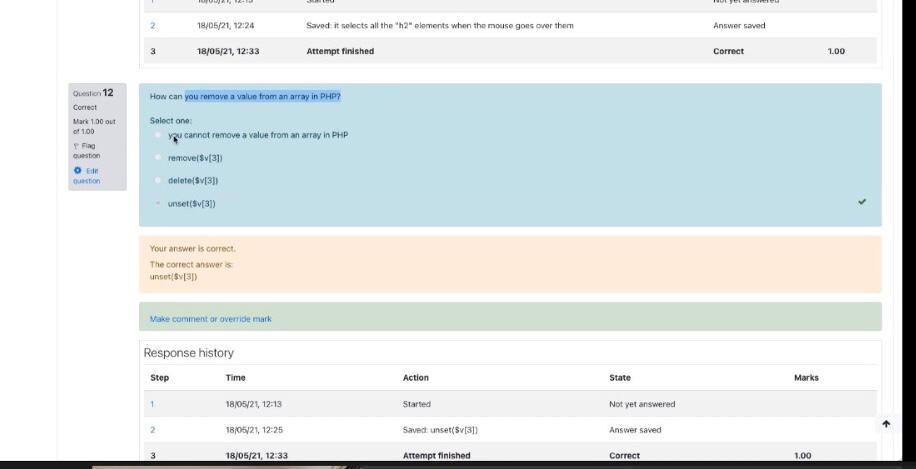 Started Not yet answered
2 18/05/21, 12:24 Saved: it selects all the "h2" elements when the mouse goes over them Answer saved
3 18/05/21, 12:33 Attempt finished Correct 1.00
Question 12
Correct
Mark 1.00 out
of 1.00
Flag
question
Edit
question
How can you remove a value from an array in PHP?
Select one:
you cannot remove a value from an array in PHP
remove($v[3])
delete($v[3])
unset($v[3])
Your answer is correct.
The correct answer is:
unset($v[3])
Make comment or override mark
Response history
Step Time Action State Marks
1 18/05/21, 12:13 Started Not yet answered
2 18/05/21, 12:25 Saved: unset($v[3]) Answer saved
3 18/05/21, 12:33 Attempt finished Correct 1.00